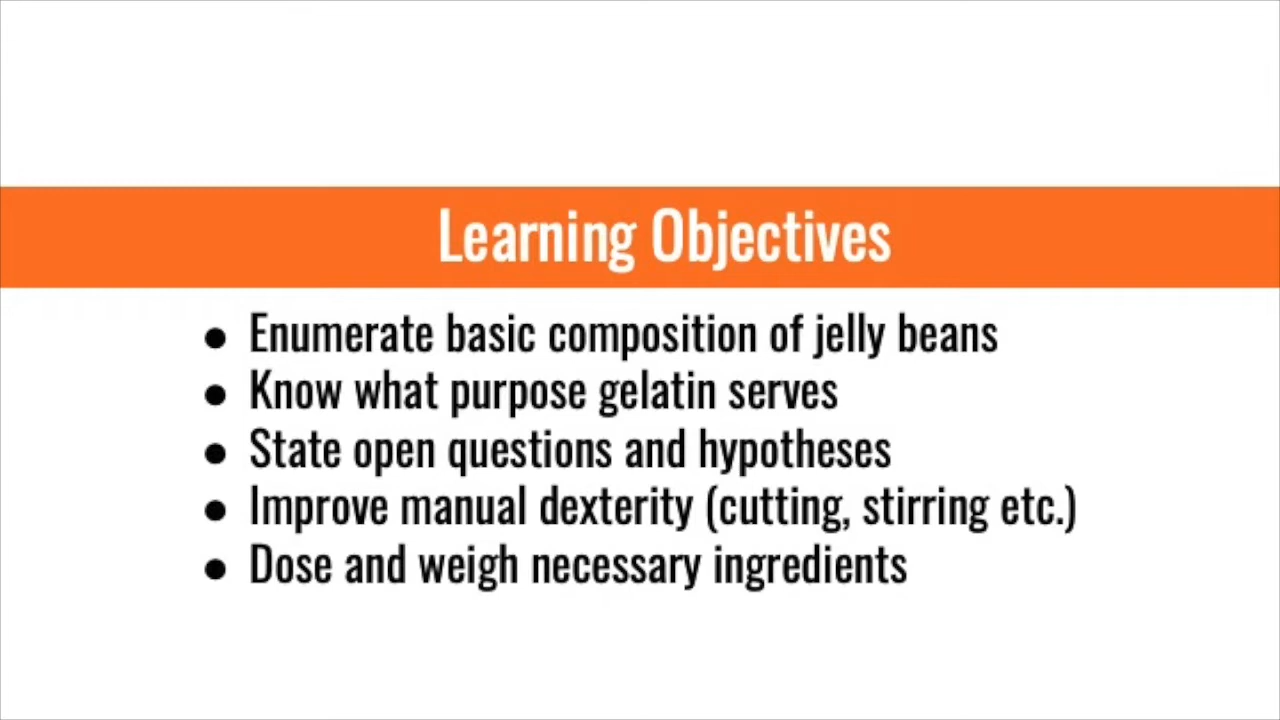 Learning Objectives
● Enumerate basic composition of jelly beans
● Know what purpose gelatin serves
● State open questions and hypotheses
● Improve manual dexterity (cutting, stirring etc.)
● Dose and weigh necessary ingredients